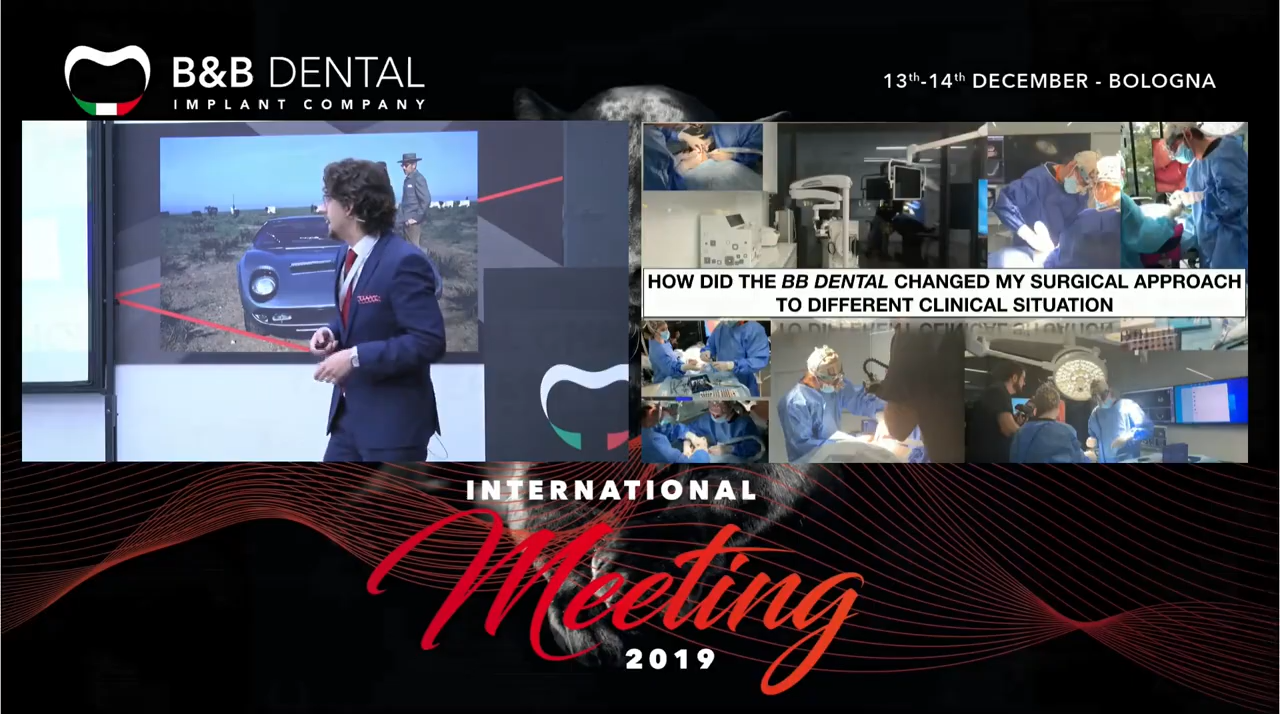 B&B DENTAL
IMPLANT COMPANY
13th-14th DECEMBER - BOLOGNA
HOW DID THE BB DENTAL CHANGED MY SURGICAL APPROACH
TO DIFFERENT CLINICAL SITUATION
INTERNATIONAL
Meeting
2019